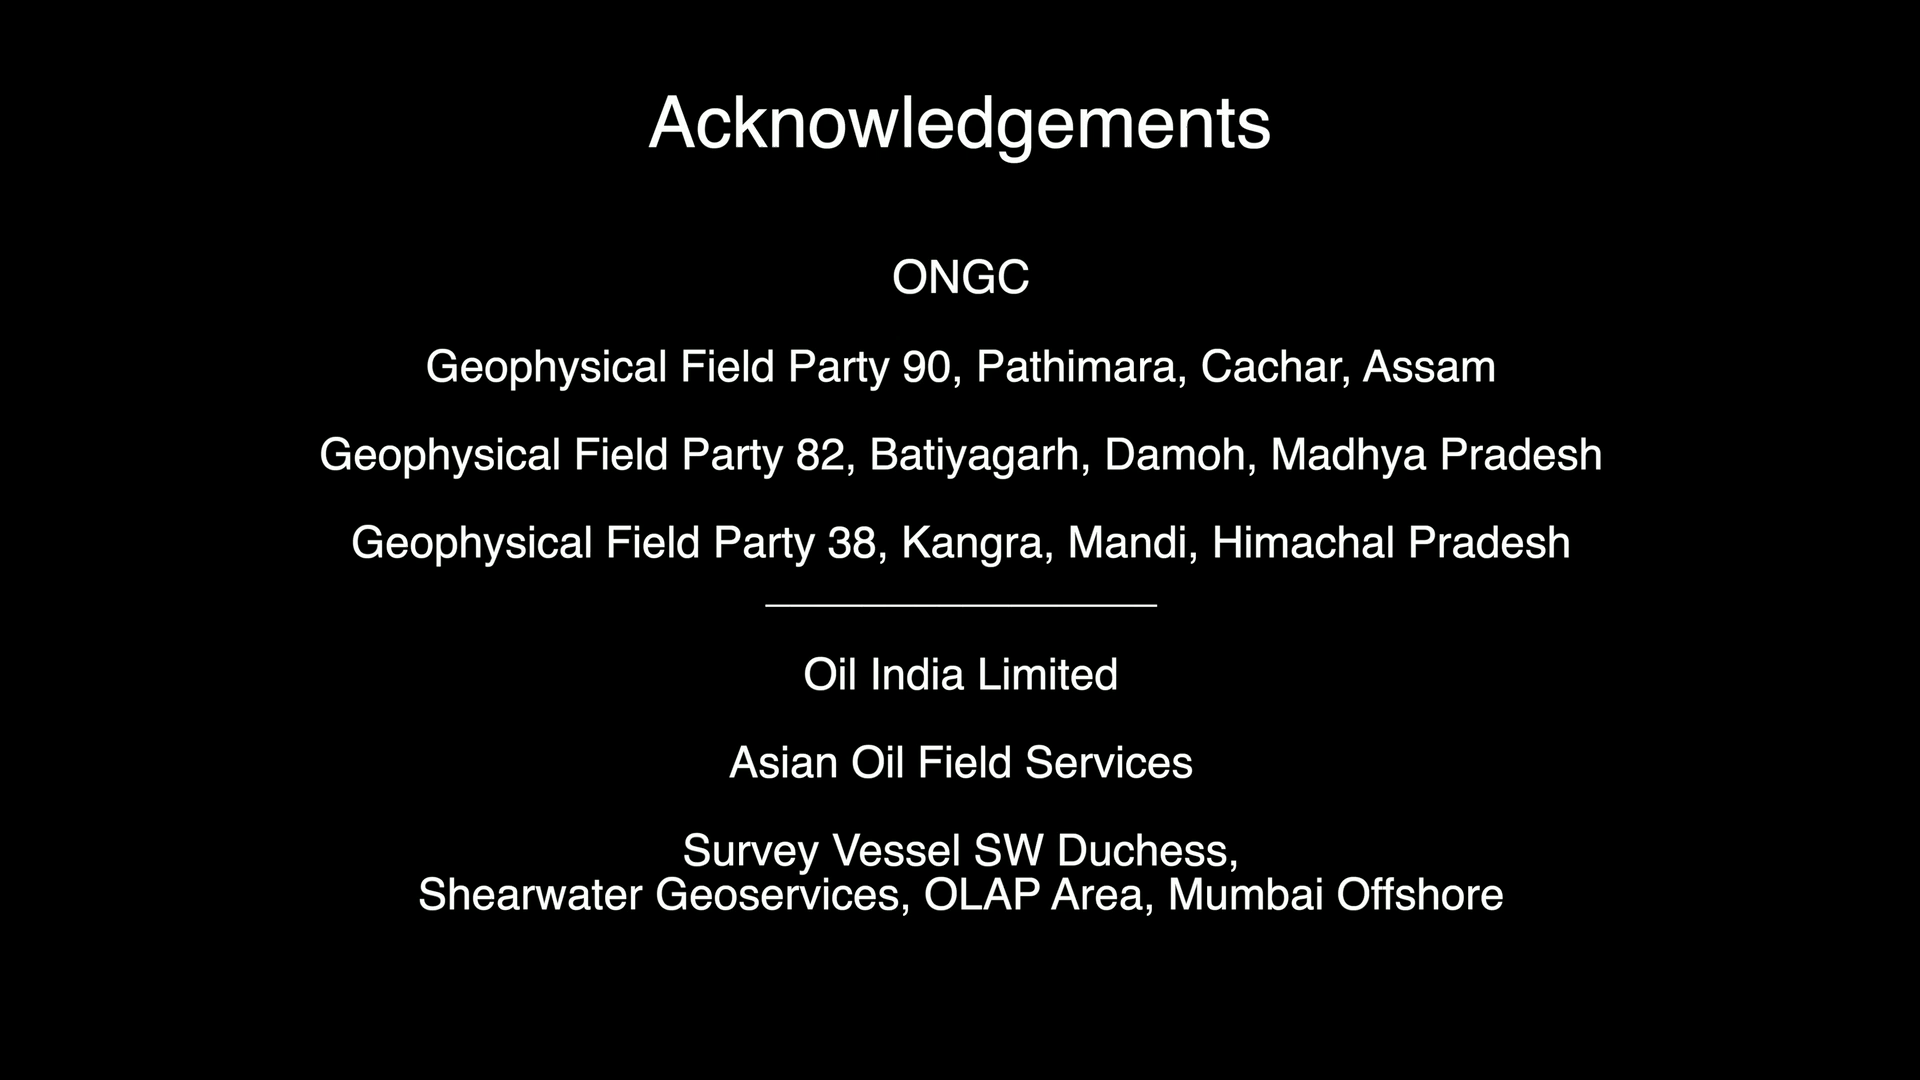 Acknowledgements
ONGC
Geophysical Field Party 90, Pathimara, Cachar, Assam
Geophysical Field Party 82, Batiyagarh, Damoh, Madhya Pradesh
Geophysical Field Party 38, Kangra, Mandi, Himachal Pradesh
Oil India Limited
Asian Oil Field Services
Survey Vessel SW Duchess,
Shearwater Geoservices, OLAP Area, Mumbai Offshore